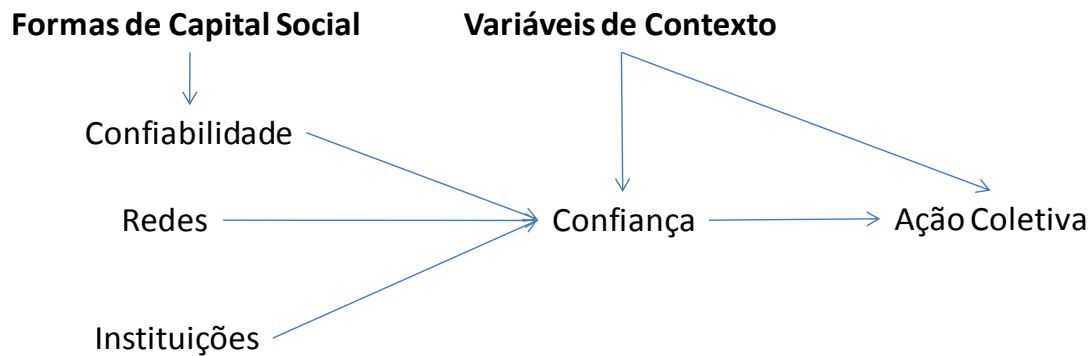 Formas de Capital Social
Variáveis de Contexto
Confiabilidade
Redes
Confiança
Ação Coletiva
Instituições